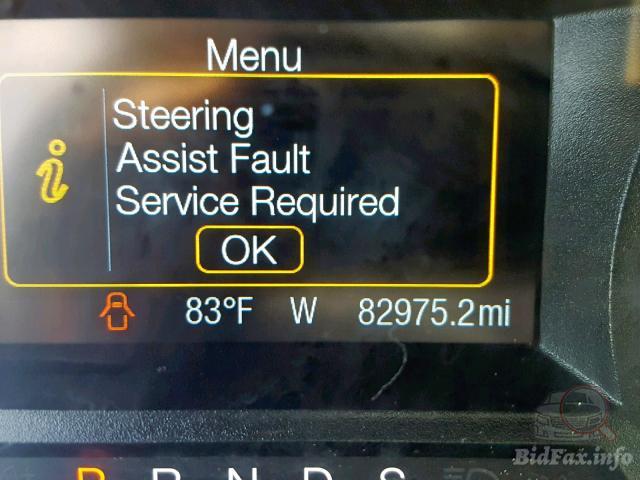 Menu
Steering
Assist Fault
Service Required
OK
83°F W 82975.2mi
P R N D S
BidFax.info